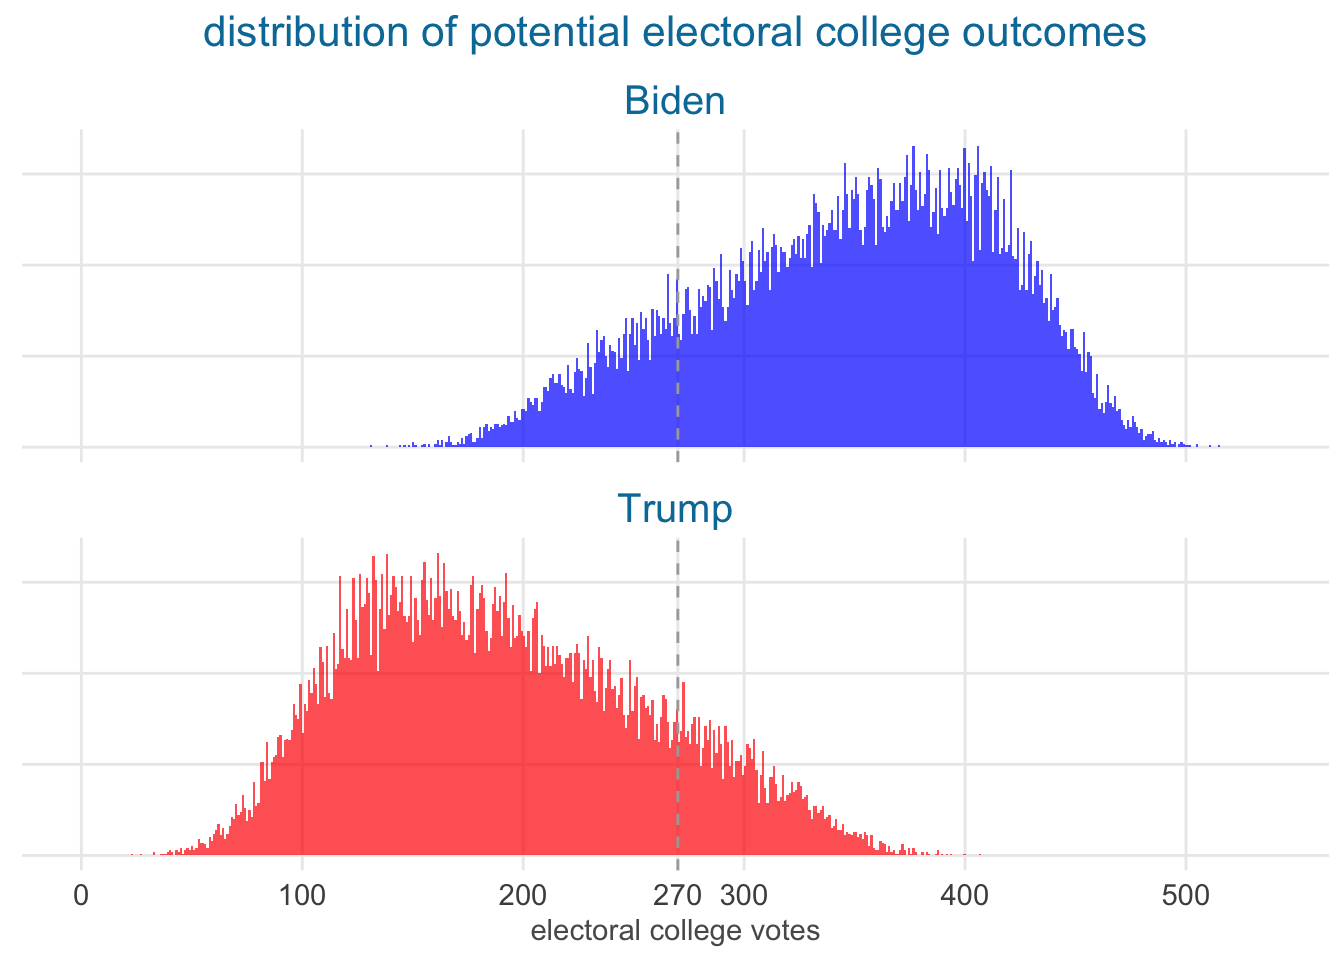 distribution of potential electoral college outcomes
Biden
Trump
0 100 200 270 300 400 500
electoral college votes